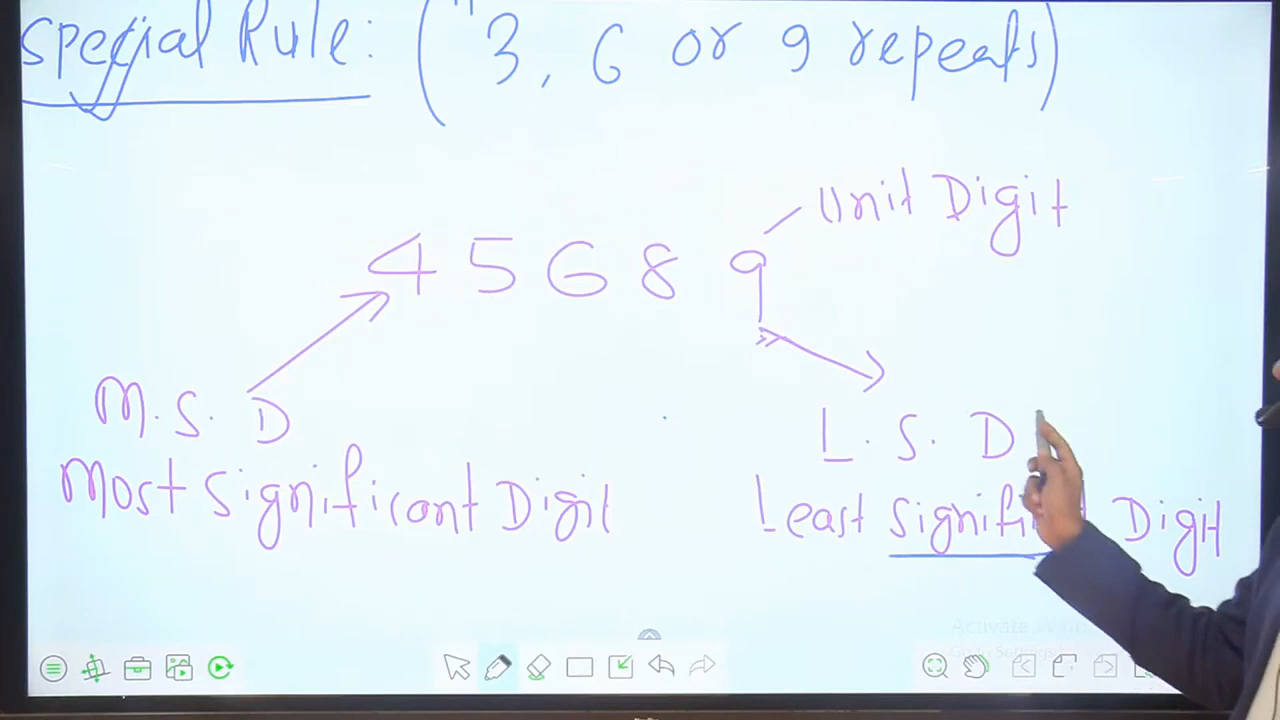 Special Rule: ("3, 6 or 9 repeats)
Unit Digit
4 5 6 8 9
M. S. D
L. S. D
Most Significant Digit
Least Digit